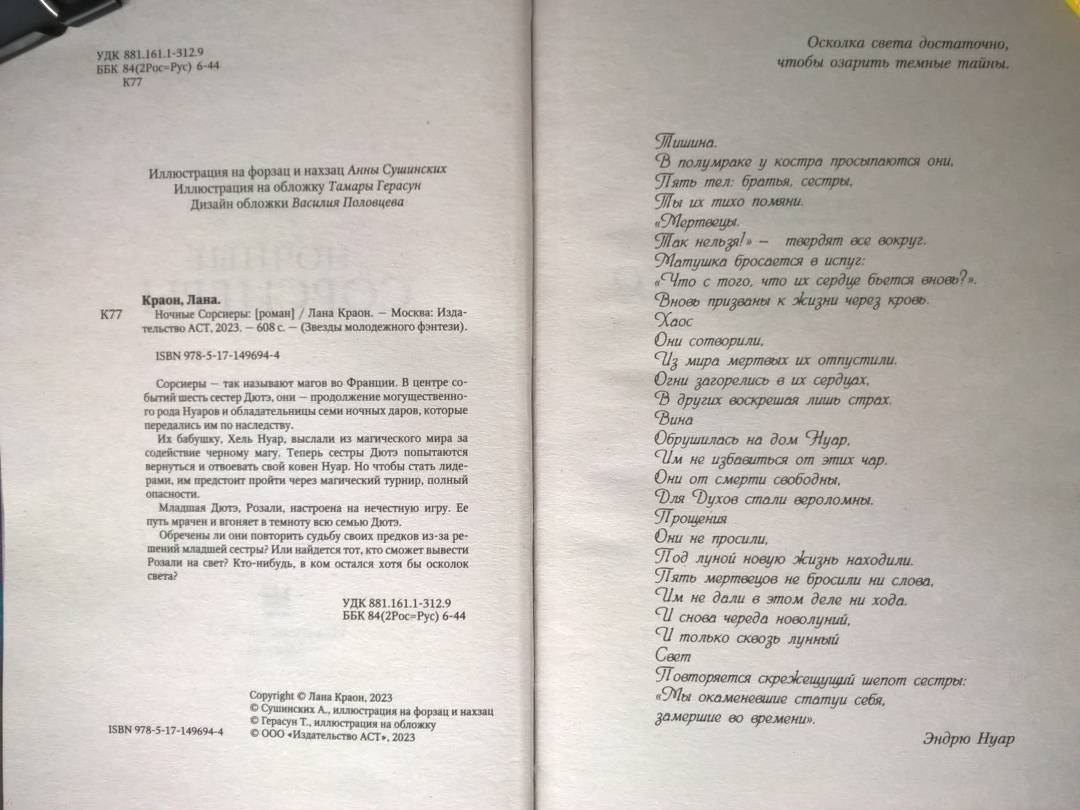 УДК 881.161.1-312.9
ББК 84(2Рос=Рус) 6-44
К77
Иллюстрация на форзац и нахзац Анны Сушинских
Иллюстрация на обложку Тамары Герасун
Дизайн обложки Василия Половцева
Краон, Лана.
К77 Ночные Сорсиеры: [роман] / Лана Краон. — Москва: Изда-
тельство АСТ, 2023. — 608 с. — (Звезды молодежного фэнтези).
ISBN 978-5-17-149694-4
Сорсиеры — так называют магов во Франции. В центре со-
бытий шесть сестер Дютэ, они — продолжение могущественно-
го рода Нуаров и обладательницы семи ночных даров, которые
передались им по наследству.
Их бабушку, Хель Нуар, выслали из магического мира за
содействие черному магу. Теперь сестры Дютэ попытаются
вернуться и отвоевать свой ковен Нуар. Но чтобы стать лиде-
рами, им предстоит пройти через магический турнир, полный
опасности.
Младшая Дютэ, Розали, настроена на нечестную игру. Ее
путь мрачен и вгоняет в темноту всю семью Дютэ.
Обречены ли они повторить судьбу своих предков из-за ре-
шений младшей сестры? Или найдется тот, кто сможет вывести
Розали на свет? Кто-нибудь, в ком остался хотя бы осколок
света?
УДК 881.161.1-312.9
ББК 84(2Рос=Рус) 6-44
Copyright © Лана Краон, 2023
© Сушинских А., иллюстрация на форзац и нахзац
© Герасун Т., иллюстрация на обложку
ISBN 978-5-17-149694-4 © ООО «Издательство АСТ», 2023
Осколка света достаточно,
чтобы озарить темные тайны.
Тишина.
В полумраке у костра просыпаются они,
Пять тел: братья, сестры,
Ты их тихо помяни.
«Мертвецы.
Так нельзя!» — твердят все вокруг.
Матушка бросается в испуг:
«Что с того, что их сердце бьется вновь?».
Вновь призваны к жизни через кровь.
Хаос
Они сотворили,
Из мира мертвых их отпустили.
Огни загорелись в их сердцах,
В других воскрешая лишь страх.
Вина
Обрушилась на дом Нуар,
Им не избавиться от этих чар.
Они от смерти свободны,
Для Духов стали вероломны.
Прощения
Они не просили,
Под луной новую жизнь находили.
Пять мертвецов не бросили ни слова,
Им не дали в этом деле ни хода.
И снова череда новолуний,
И только сквозь лунный
Свет
Повторяется скрежещущий шепот сестры:
«Мы окаменевшие статуи себя,
замершие во времени».
Эндрю Нуар